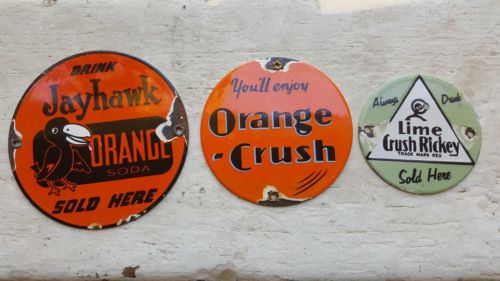 DRINK
Jayhawk
ORANGE
SODA
SOLD HERE
You'll enjoy
Orange
-Crush
Always Drink
Lime
Crush Rickey
TRADE MARK REG
Sold Here